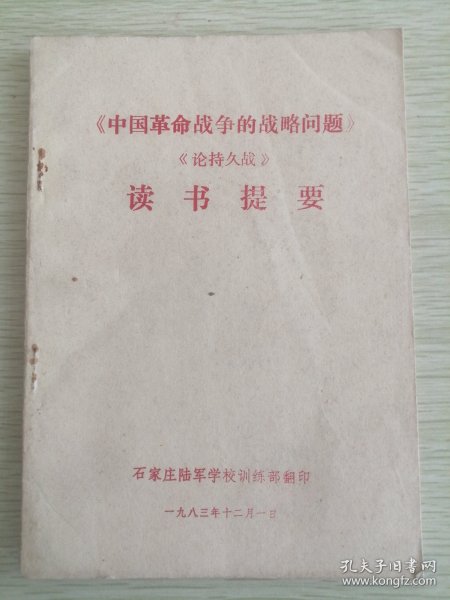 《中国革命战争的战略问题》
《论持久战》
读书提要
石家庄陆军学校训练部翻印
一九八三年十二月一日
孔夫子旧书网
www.kongfz.com